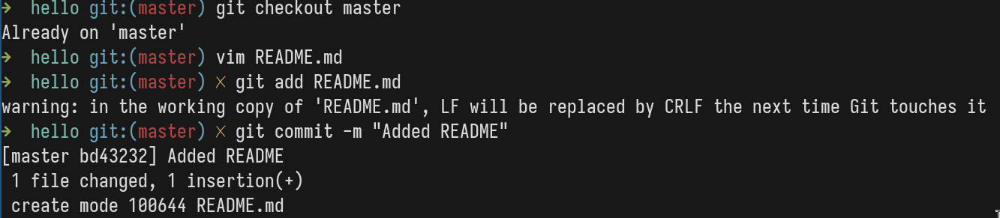 ➜  hello git:(master) git checkout master
Already on 'master'
➜  hello git:(master) vim README.md
➜  hello git:(master) ✗ git add README.md
warning: in the working copy of 'README.md', LF will be replaced by CRLF the next time Git touches it
➜  hello git:(master) ✗ git commit -m "Added README"
[master bd43232] Added README
 1 file changed, 1 insertion(+)
 create mode 100644 README.md